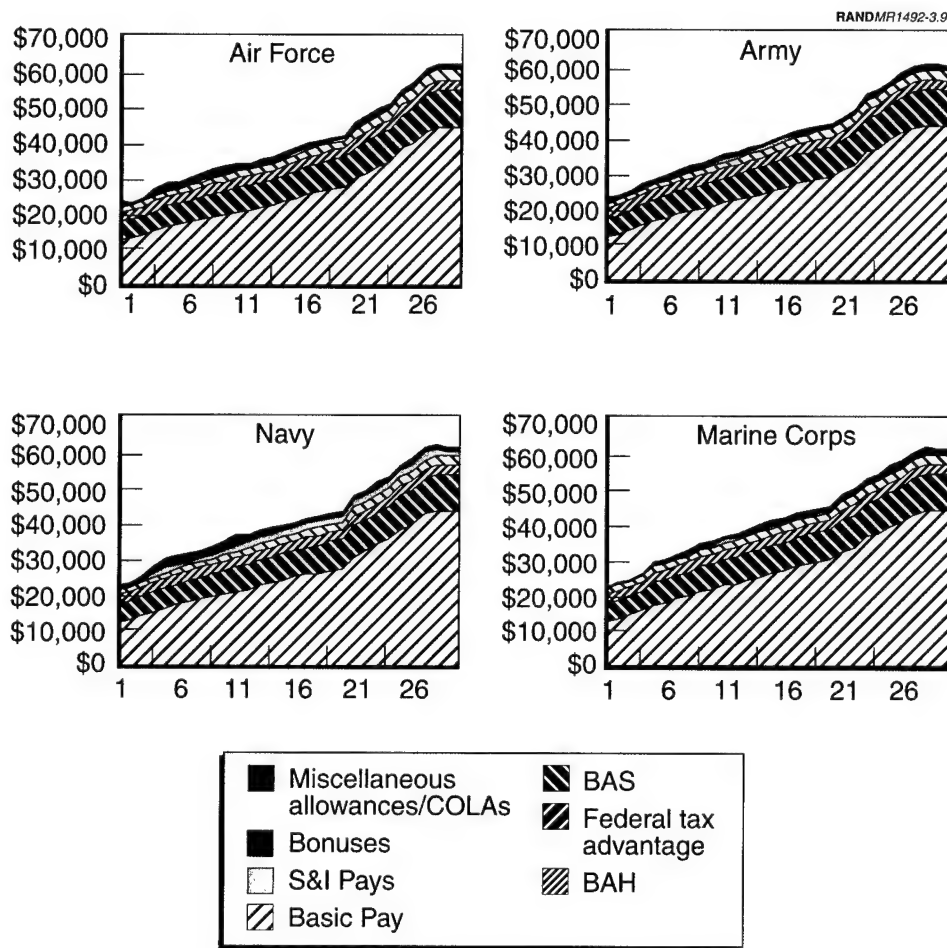 RANDMR1492-3.9
Air Force
$70,000
$60,000
$50,000
$40,000
$30,000
$20,000
$10,000
$0
1 6 11 16 21 26
Army
$70,000
$60,000
$50,000
$40,000
$30,000
$20,000
$10,000
$0
1 6 11 16 21 26
Navy
$70,000
$60,000
$50,000
$40,000
$30,000
$20,000
$10,000
$0
1 6 11 16 21 26
Marine Corps
$70,000
$60,000
$50,000
$40,000
$30,000
$20,000
$10,000
$0
1 6 11 16 21 26
Miscellaneous
allowances/COLAs
Bonuses
S&I Pays
Basic Pay
BAS
Federal tax
advantage
BAH